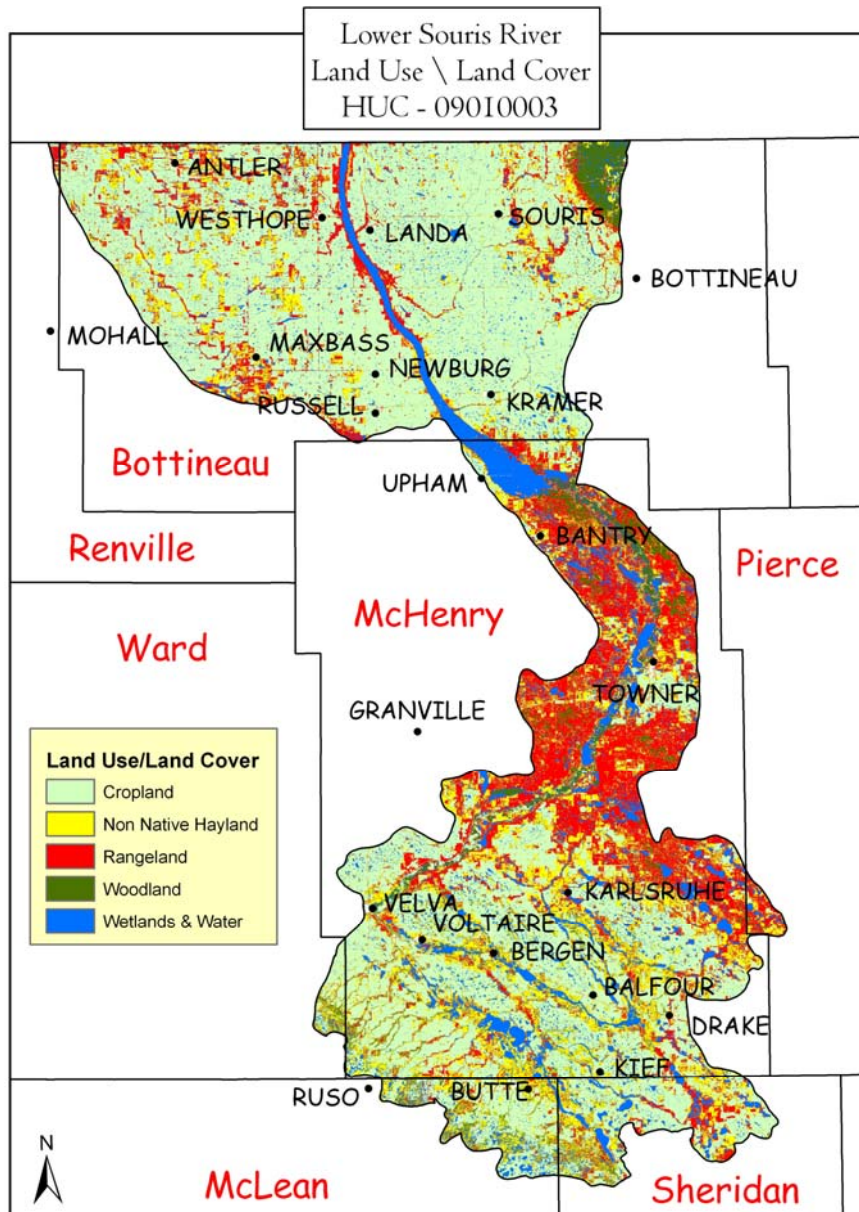 Lower Souris River
Land Use \ Land Cover
HUC - 09010003
ANTLER
WESTHOPE
SOURIS
LANDA
BOTTINEAU
MOHALL
MAXBASS
NEWBURG
KRAMER
RUSSELL
Bottineau
UPHAM
BANTRY
Renville
Pierce
McHenry
Ward
TOWNER
GRANVILLE
Land Use/Land Cover
Cropland
Non Native Hayland
Rangeland
Woodland
Wetlands & Water
KARLSRUHE
VELVA
VOLTAIRE
BERGEN
BALFOUR
DRAKE
KIEF
RUSO
BUTTE
N
McLean
Sheridan